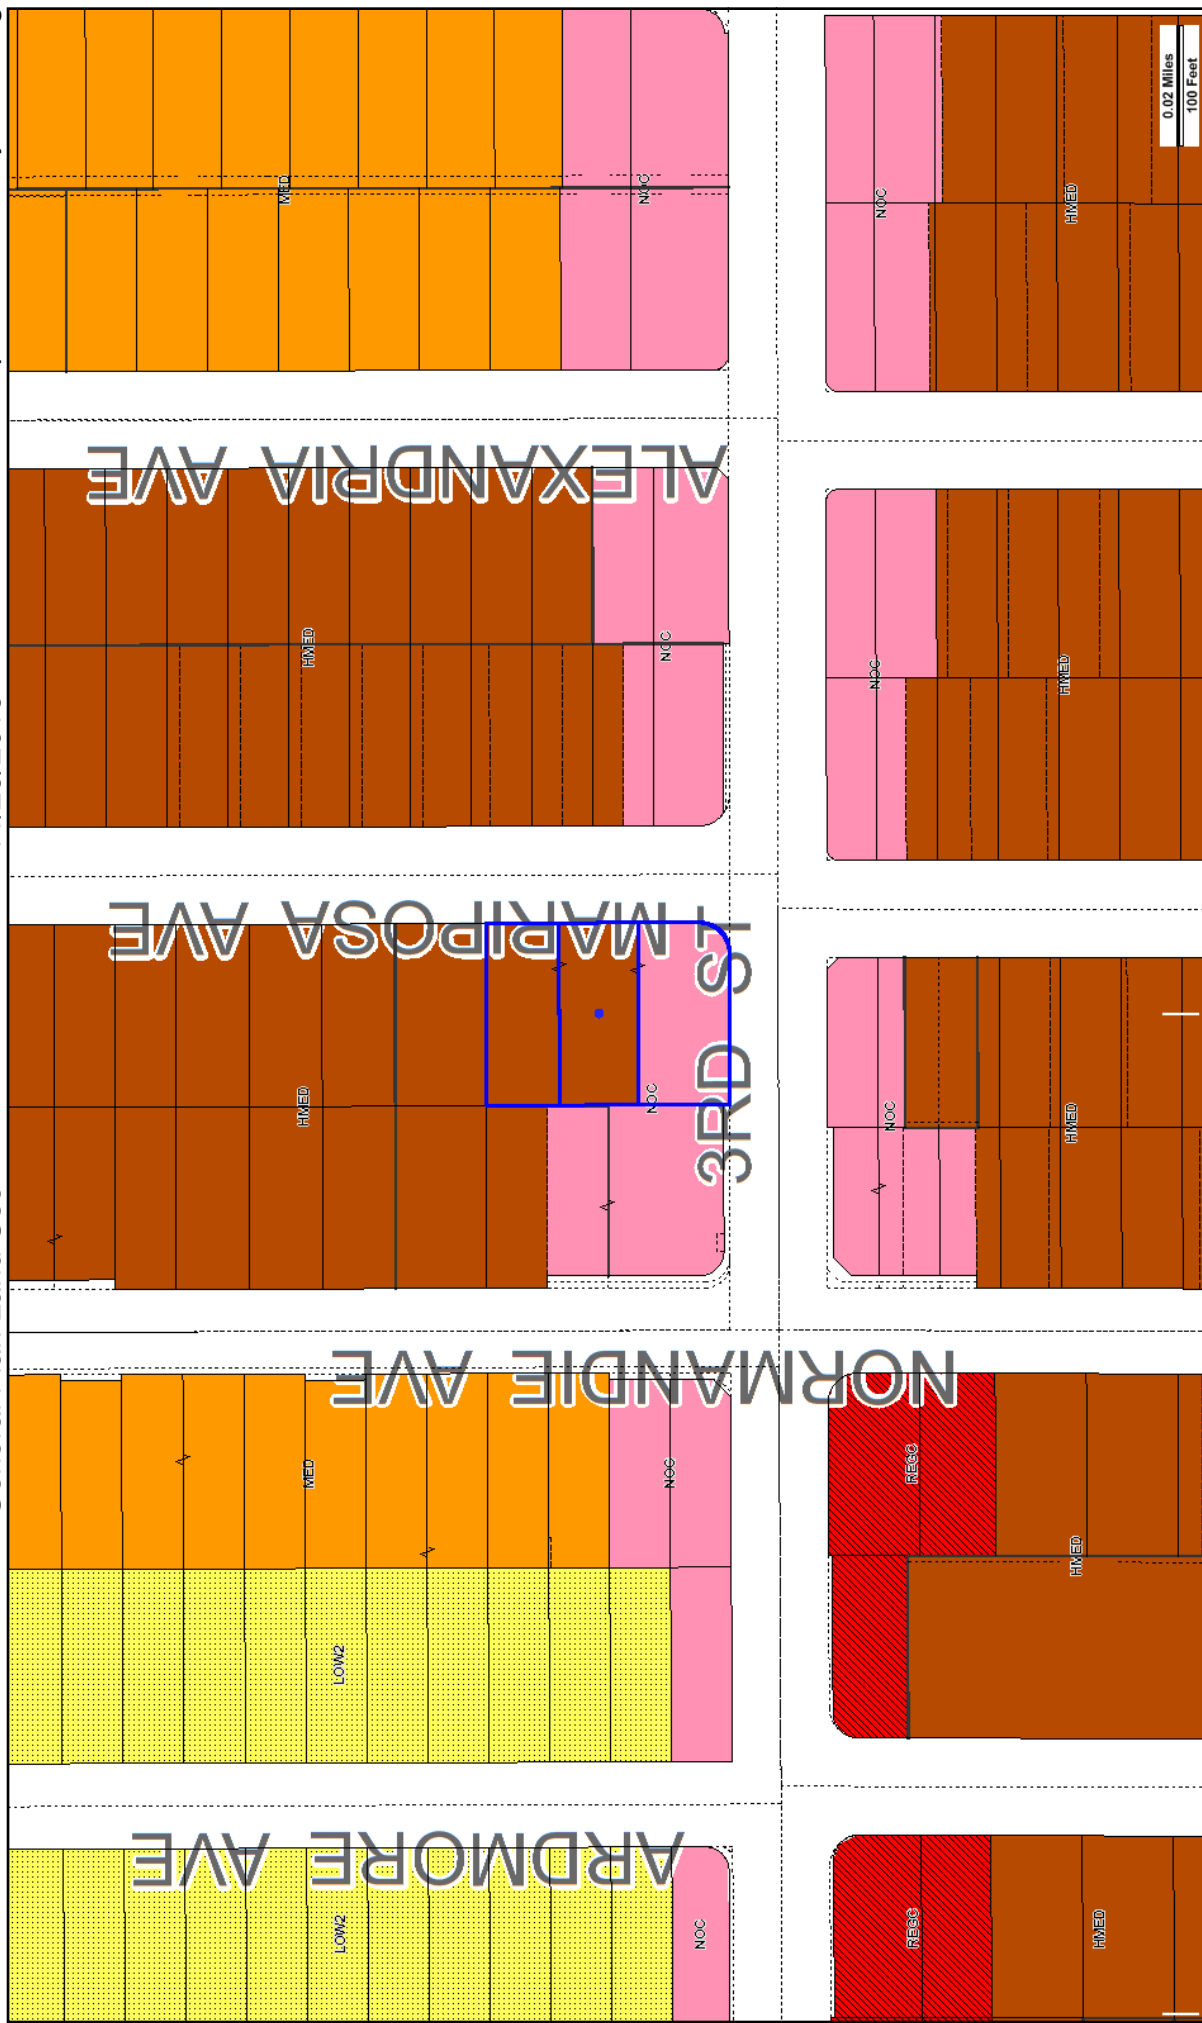 MED
NOC
NOC
HMED
0.02 Miles
100 Feet
ALEXANDRIA AVE
HMED
NOC
NOC
HMED
MARIPOSA AVE
3RD ST
HMED
NOC
NOC
HMED
NORMANDIE AVE
MED
NOC
REGC
HMED
LOW2
ARDMORE AVE
LOW2
NOC
REGC
HMED